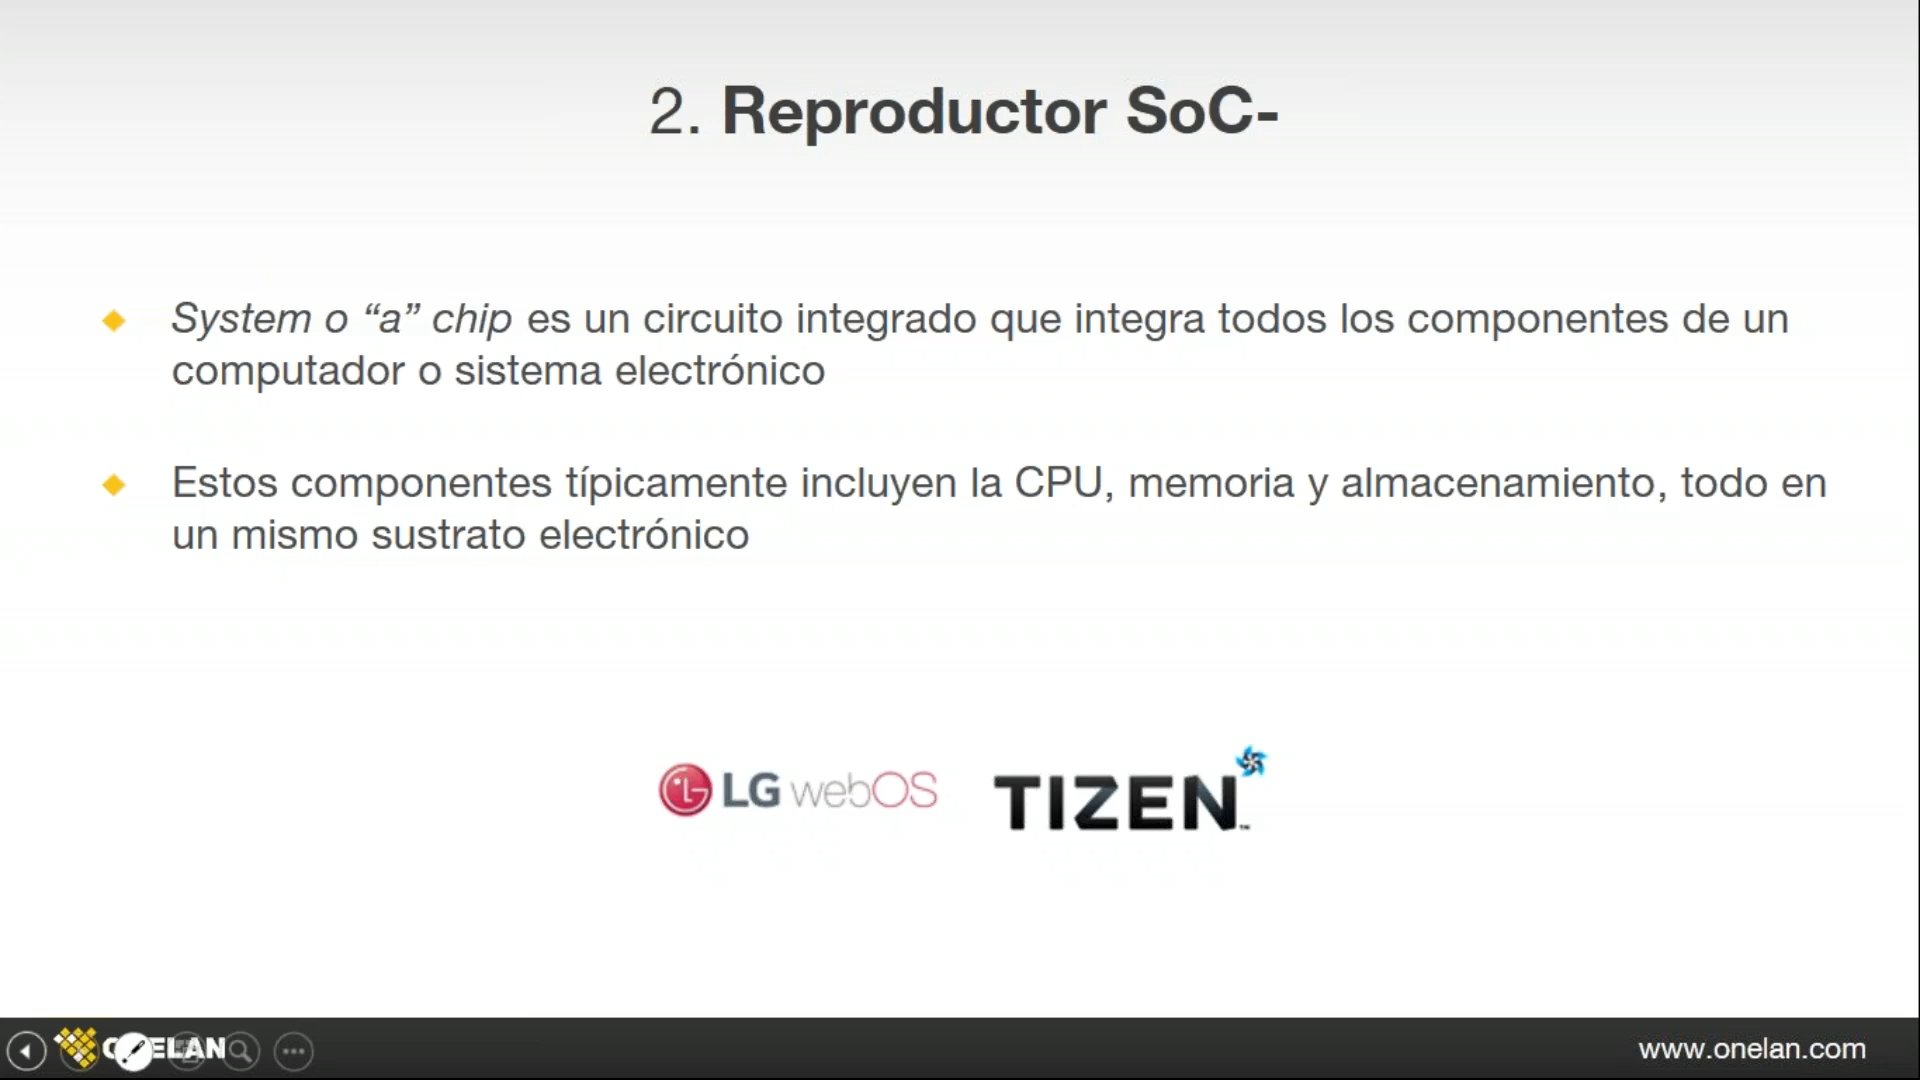 2. Reproductor SoC-
System o “a” chip es un circuito integrado que integra todos los componentes de un
computador o sistema electrónico
Estos componentes típicamente incluyen la CPU, memoria y almacenamiento, todo en
un mismo sustrato electrónico
LG webOS
TIZEN™
ONELAN
www.onelan.com